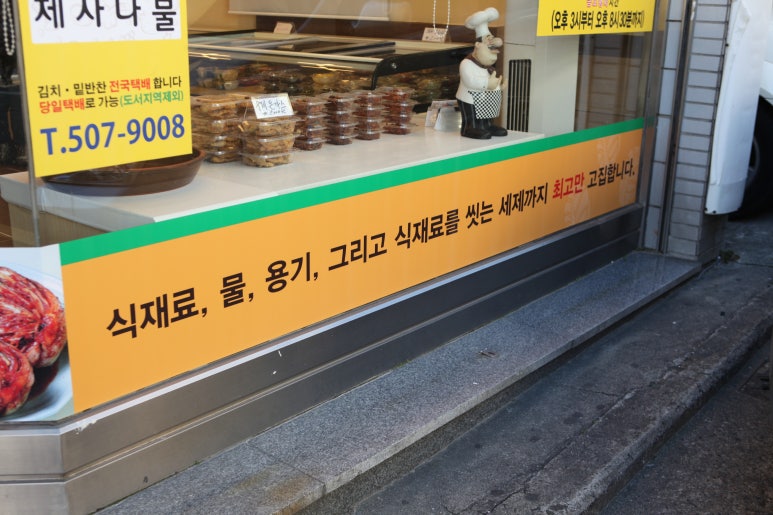 제사나물
김치·밑반찬 전국택배 합니다
당일택배로 가능(도서지역제외)
T.507-9008
(오후 3시부터 오후 8시30분까지)
식재료, 물, 용기, 그리고 식재료를 씻는 세제까지 최고만 고집합니다.